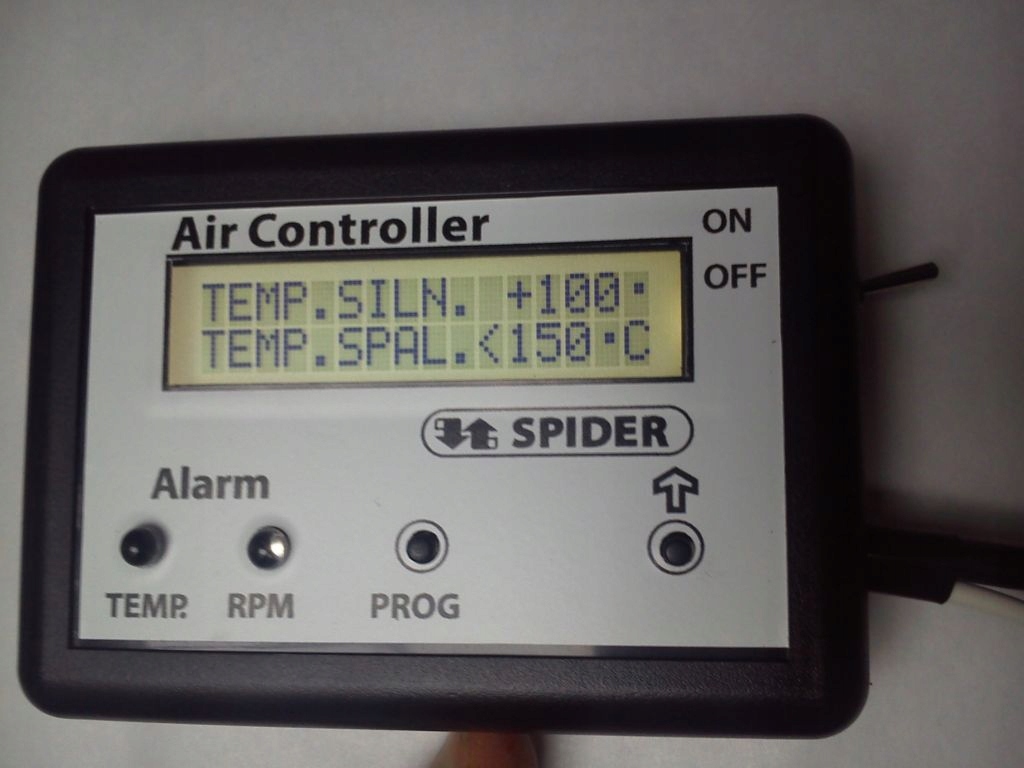 Air Controller
ON
OFF
TEMP.SILN. +100°
TEMP.SPAL.<150°C
SPIDER
Alarm
TEMP. RPM PROG